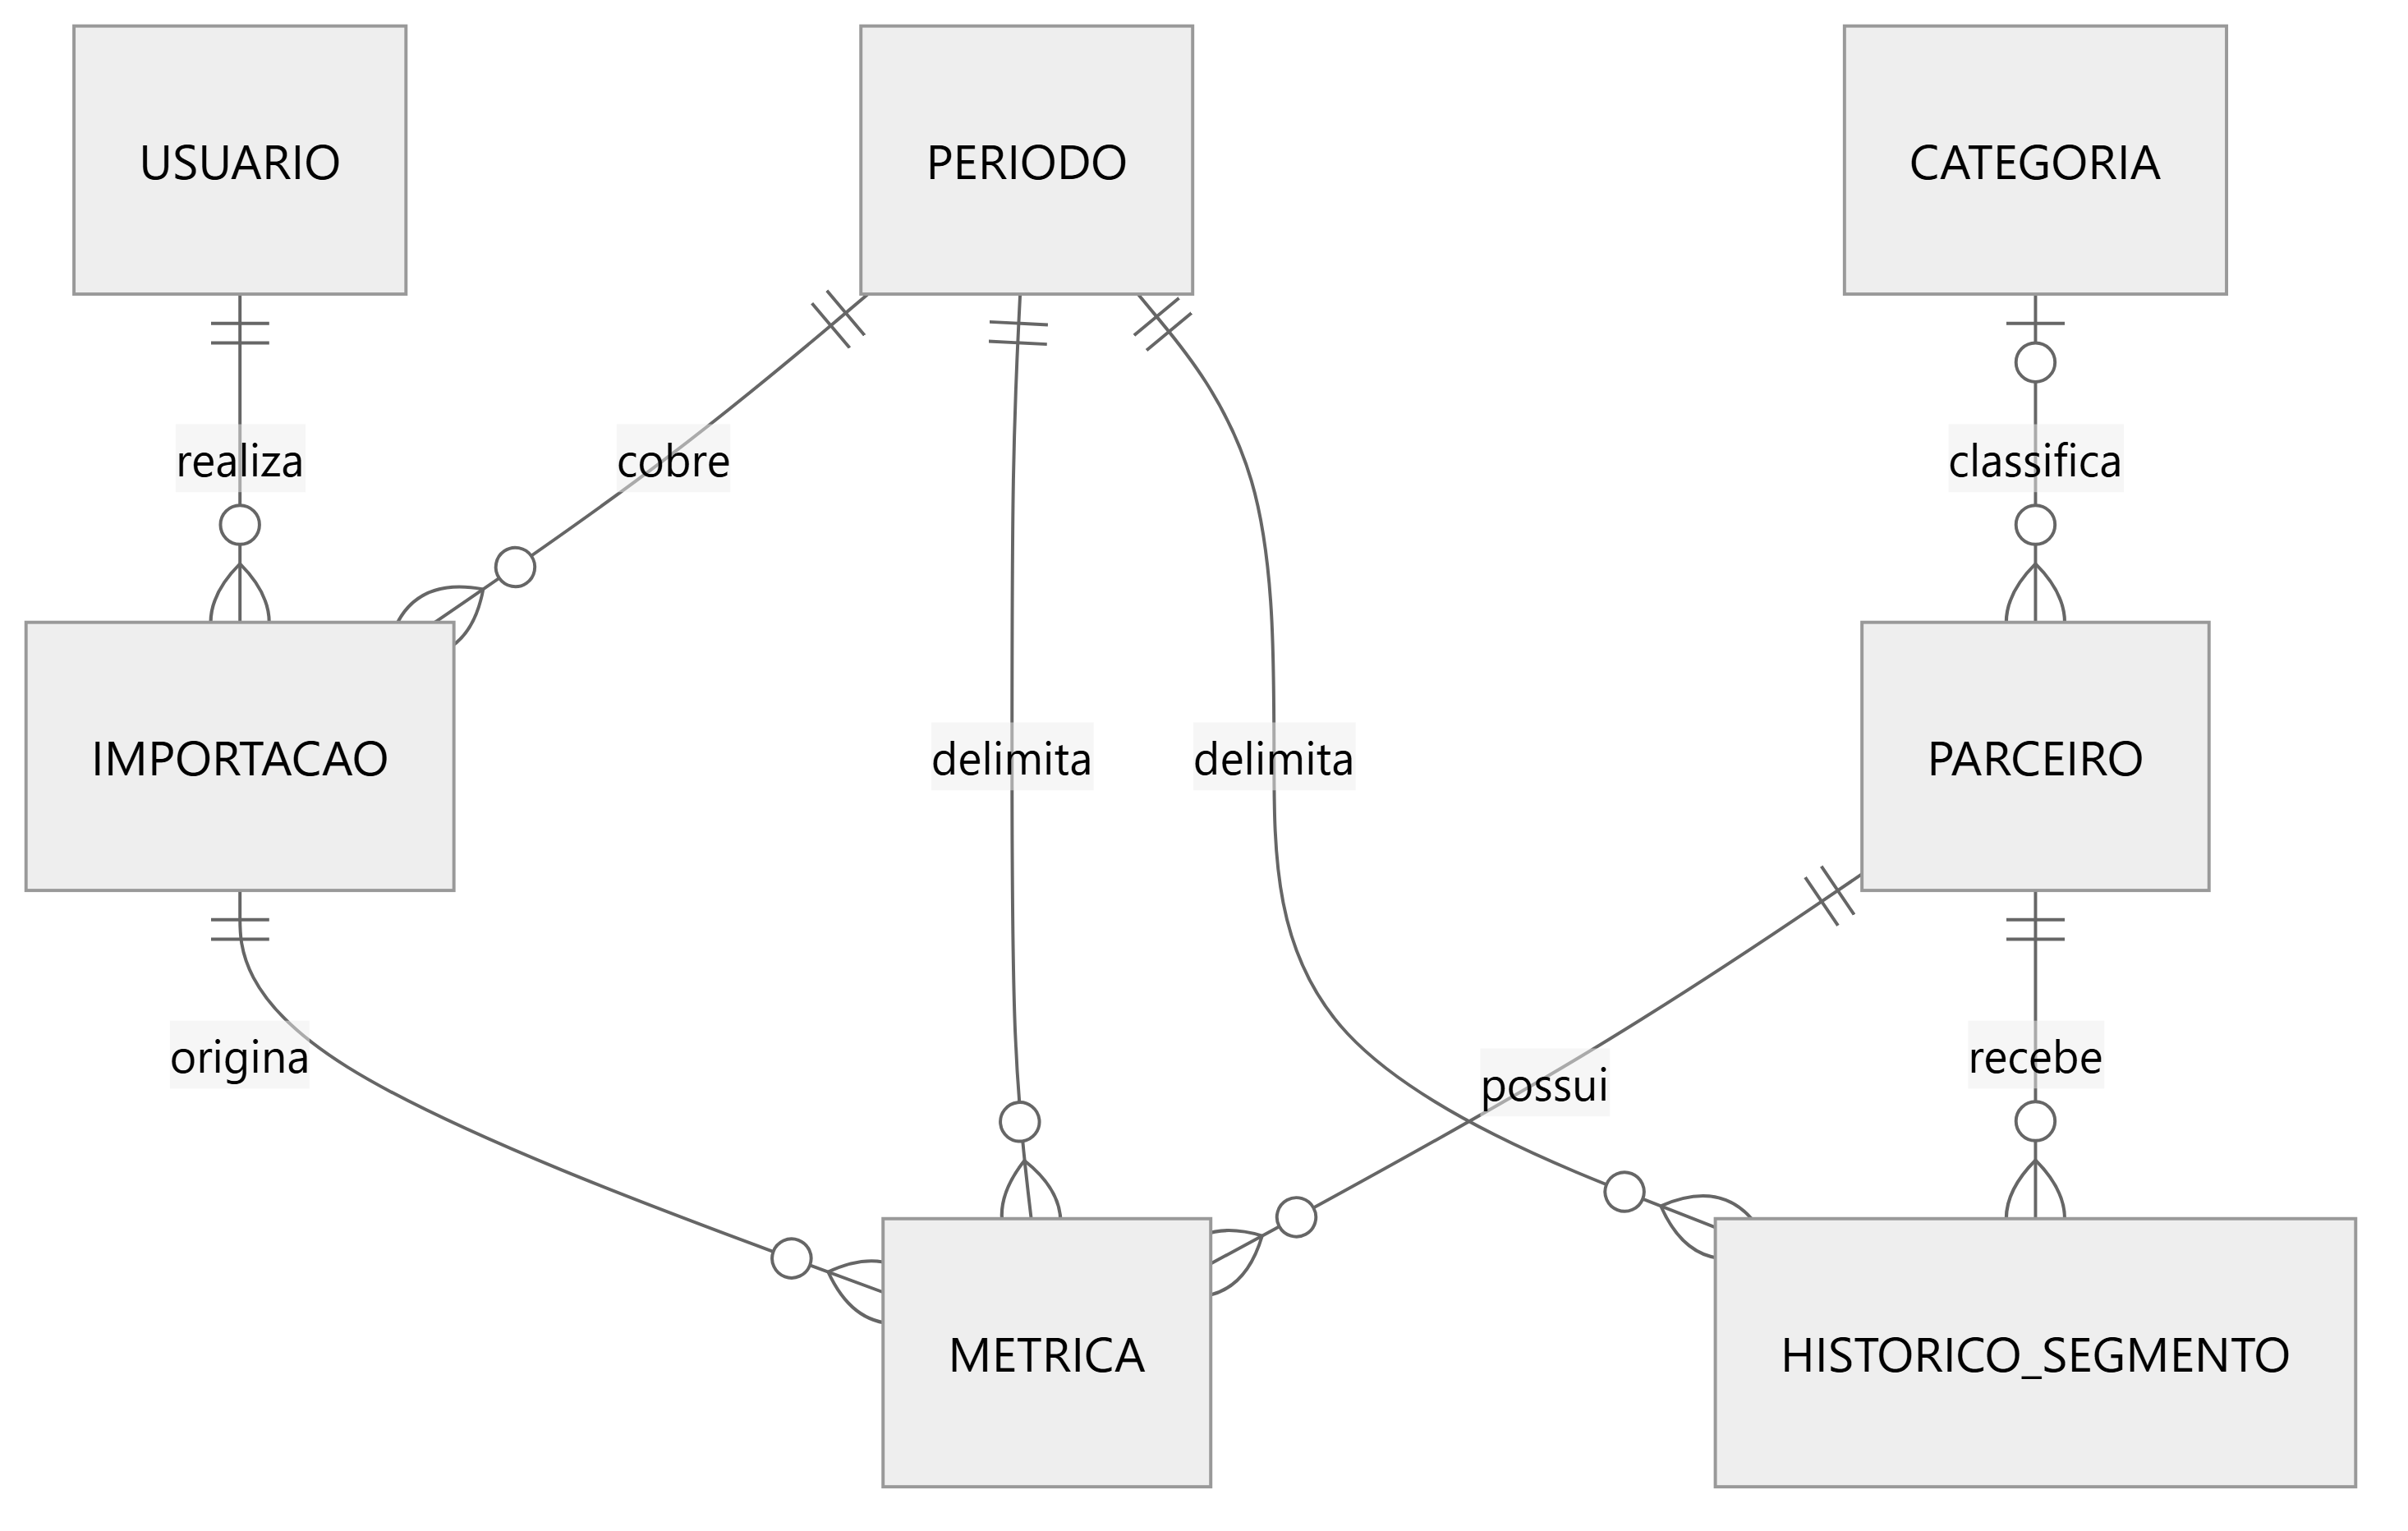 USUARIO
PERIODO
CATEGORIA
realiza
cobre
classifica
IMPORTACAO
delimita
delimita
PARCEIRO
origina
possui
recebe
METRICA
HISTORICO_SEGMENTO